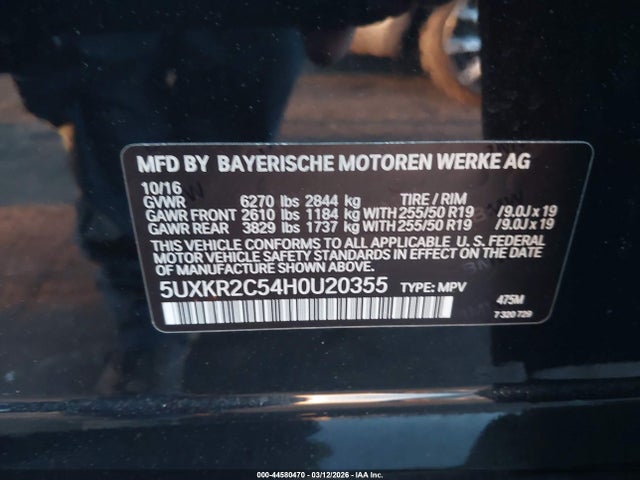 MFD BY BAYERISCHE MOTOREN WERKE AG
10/16
GVWR 6270 lbs 2844 kg TIRE / RIM
GAWR FRONT 2610 lbs 1184 kg WITH 255/50 R19 /9.0J x 19
GAWR REAR 3829 lbs 1737 kg WITH 255/50 R19 /9.0J x 19
THIS VEHICLE CONFORMS TO ALL APPLICABLE U.S. FEDERAL
MOTOR VEHICLE SAFETY STANDARDS IN EFFECT ON THE DATE
OF MANUFACTURE SHOWN ABOVE.
5UXKR2C54H0U20355 TYPE: MPV
475M
7 320 729
000-44580470 - 03/12/2026 - IAA Inc.